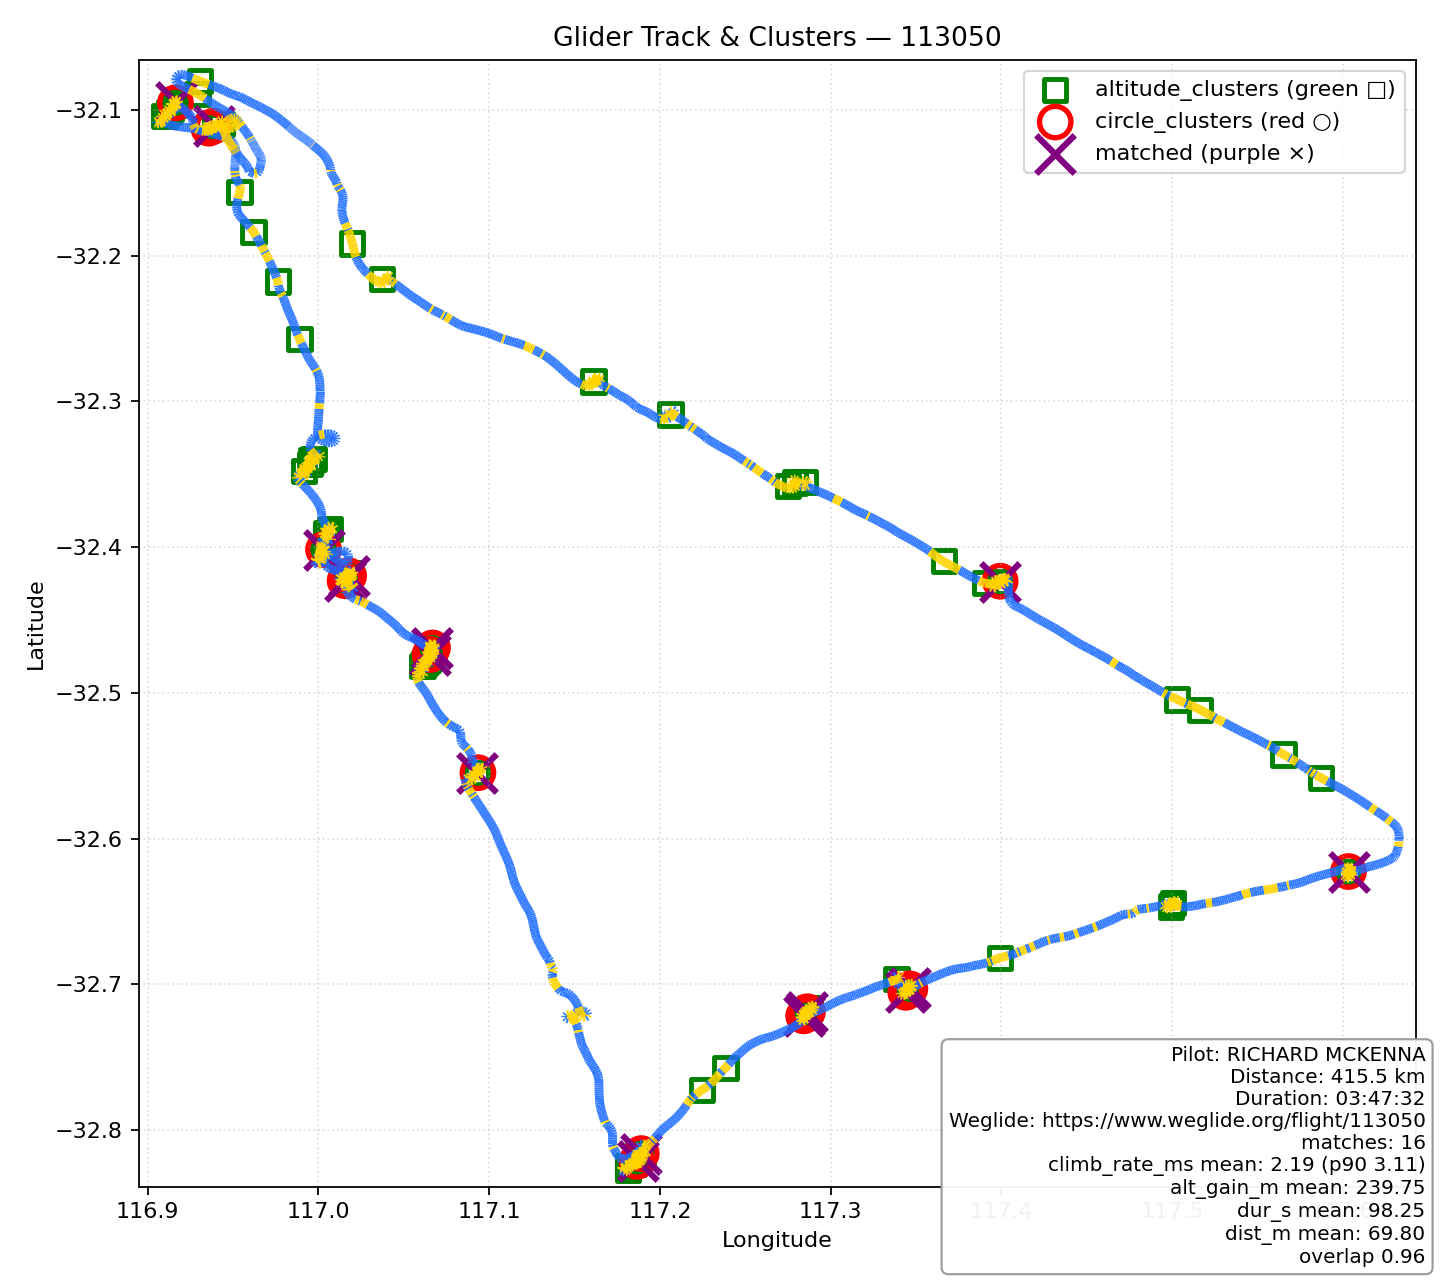 Glider Track & Clusters — 113050
altitude_clusters (green □)
circle_clusters (red ○)
matched (purple ×)
−32.1
−32.2
−32.3
−32.4
−32.5
−32.6
−32.7
−32.8
Latitude
116.9
117.0
117.1
117.2
117.3
117.4
117.5
Longitude
Pilot: RICHARD MCKENNA
Distance: 415.5 km
Duration: 03:47:32
Weglide: https://www.weglide.org/flight/113050
matches: 16
climb_rate_ms mean: 2.19 (p90 3.11)
alt_gain_m mean: 239.75
dur_s mean: 98.25
dist_m mean: 69.80
overlap 0.96